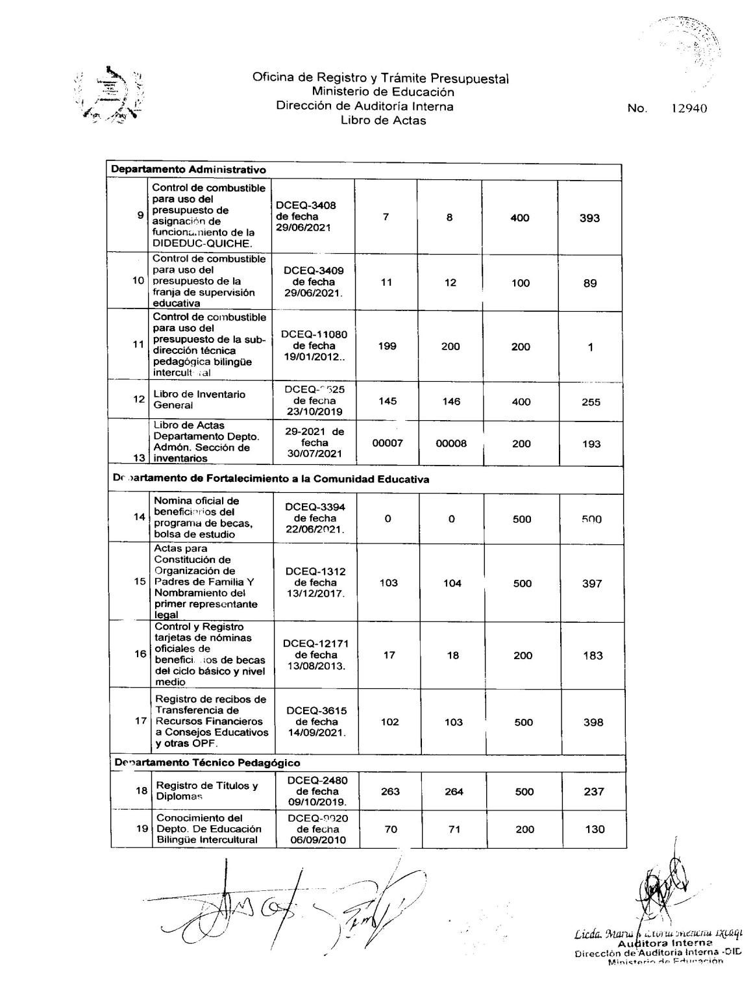 Oficina de Registro y Trámite Presupuestal
Ministerio de Educación
Dirección de Auditoría Interna
Libro de Actas
No. 12940
Departamento Administrativo
9
Control de combustible
para uso del
presupuesto de
asignación de
funcionamiento de la
DIDEDUC-QUICHE.
DCEQ-3408
de fecha
29/06/2021
7
8
400
393
10
Control de combustible
para uso del
presupuesto de la
franja de supervisión
educativa
DCEQ-3409
de fecha
29/06/2021.
11
12
100
89
11
Control de combustible
para uso del
presupuesto de la sub-
dirección técnica
pedagógica bilingüe
intercultural
DCEQ-11080
de fecha
19/01/2012..
199
200
200
1
12
Libro de Inventario
General
de fecha
23/10/2019
145
146
400
255
13
Libro de Actas
Departamento Depto.
Admón. Sección de
inventarios
29-2021 de
fecha
30/07/2021
00007
00008
200
193
Departamento de Fortalecimiento a la Comunidad Educativa
14
Nomina oficial de
beneficiarios del
programa de becas,
bolsa de estudio
DCEQ-3394
de fecha
22/06/2021.
0
0
500
500
15
Actas para
Constitución de
Organización de
Padres de Familia Y
Nombramiento del
primer representante
legal
DCEQ-1312
de fecha
13/12/2017.
103
104
500
397
16
Control y Registro
tarjetas de nóminas
oficiales de
beneficiarios de becas
del ciclo básico y nivel
medio
DCEQ-12171
de fecha
13/08/2013.
17
18
200
183
17
Registro de recibos de
Transferencia de
Recursos Financieros
a Consejos Educativos
y otras OPF.
DCEQ-3615
de fecha
14/09/2021.
102
103
500
398
Departamento Técnico Pedagógico
18
Registro de Titulos y
Diplomas
DCEQ-2480
de fecha
09/10/2019.
263
264
500
237
19
Conocimiento del
Depto. De Educación
Bilingüe Intercultural
de fecha
06/09/2010
70
71
200
130
Licda.
Auditora Interna
Dirección de Auditoría Interna -DID
Ministerio de Educación